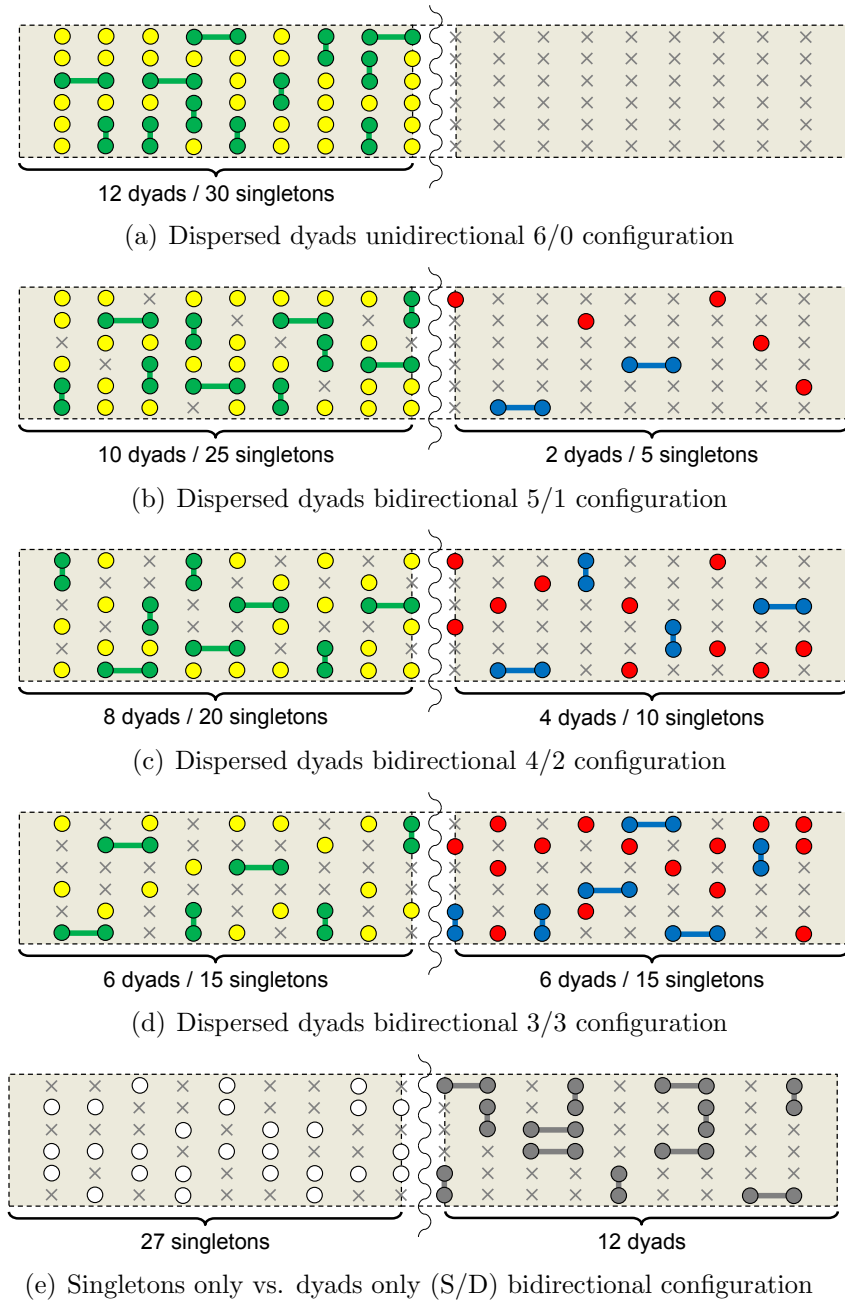 12 dyads / 30 singletons
(a) Dispersed dyads unidirectional 6/0 configuration
10 dyads / 25 singletons 2 dyads / 5 singletons
(b) Dispersed dyads bidirectional 5/1 configuration
8 dyads / 20 singletons 4 dyads / 10 singletons
(c) Dispersed dyads bidirectional 4/2 configuration
6 dyads / 15 singletons 6 dyads / 15 singletons
(d) Dispersed dyads bidirectional 3/3 configuration
27 singletons 12 dyads
(e) Singletons only vs. dyads only (S/D) bidirectional configuration